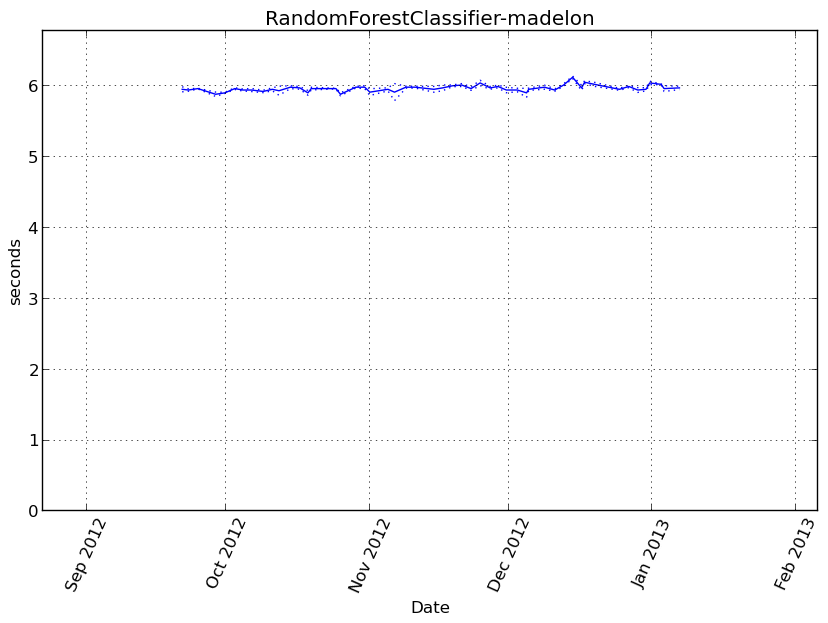 RandomForestClassifier-madelon
6
5
4
3
2
1
0
seconds
Sep 2012
Oct 2012
Nov 2012
Dec 2012
Jan 2013
Feb 2013
Date